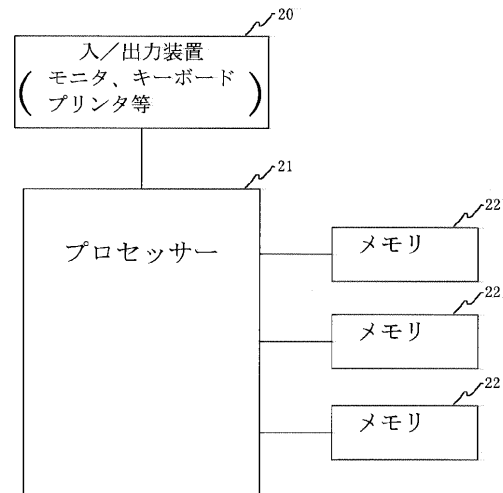 20
入／出力装置
(モニタ、キーボード
プリンタ等)
21
プロセッサー
22
メモリ
22
メモリ
22
メモリ